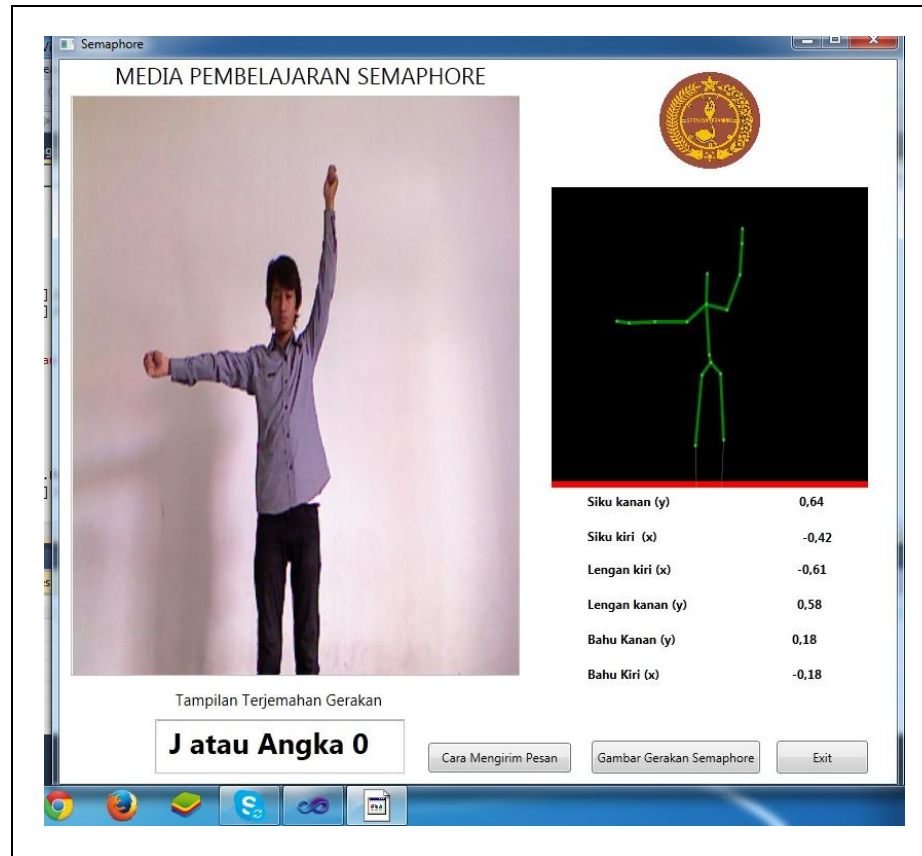 Semaphore
MEDIA PEMBELAJARAN SEMAPHORE
Siku kanan (y) 0,64
Siku kiri (x) -0,42
Lengan kiri (x) -0,61
Lengan kanan (y) 0,58
Bahu Kanan (y) 0,18
Bahu Kiri (x) -0,18
Tampilan Terjemahan Gerakan
J atau Angka 0
Cara Mengirim Pesan
Gambar Gerakan Semaphore
Exit